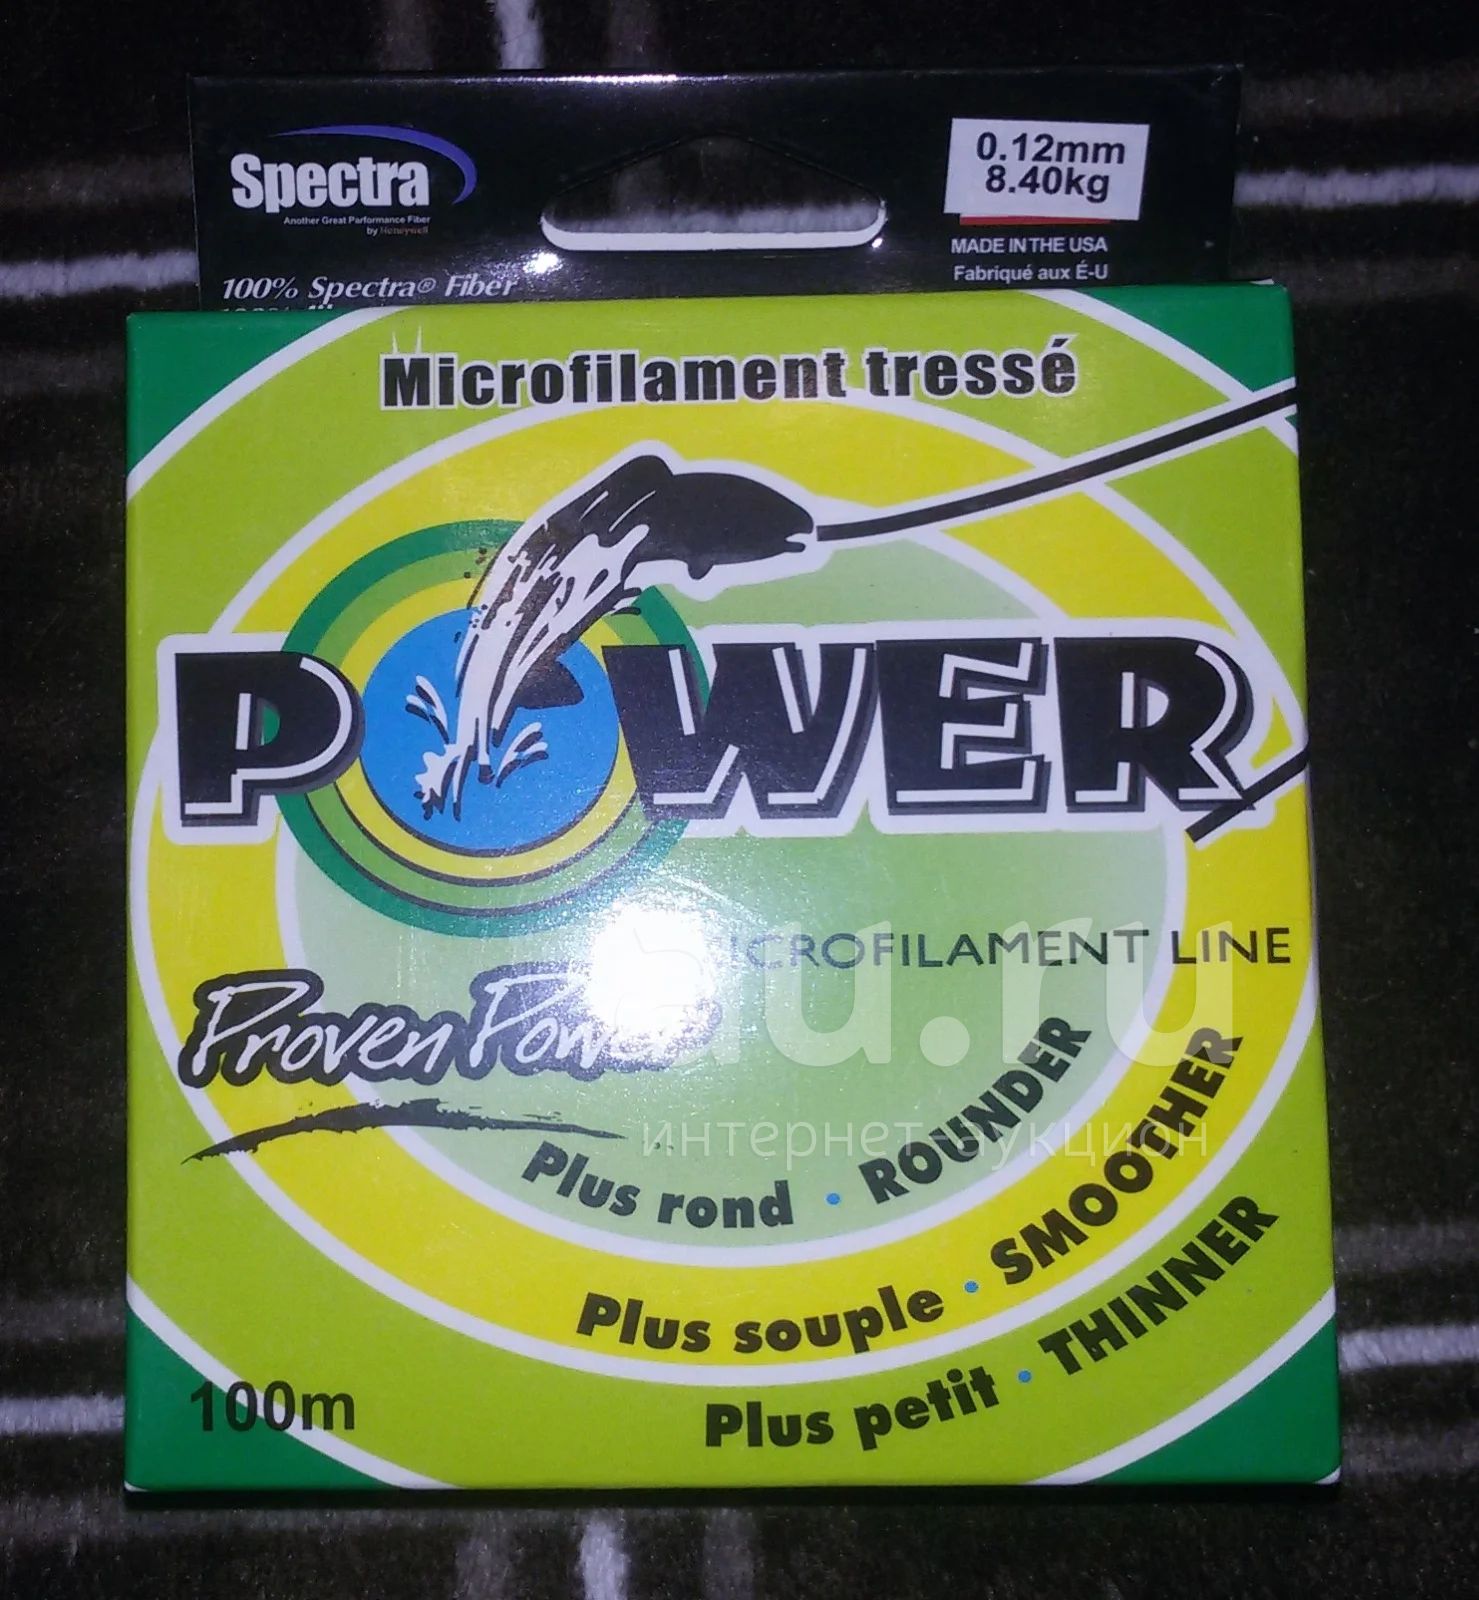 Spectra
Another Great Performance Fiber
by Honeywell
0.12mm
8.40kg
MADE IN THE USA
Fabriqué aux É-U
100% Spectra® Fiber
Microfilament tressé
POWER
MICROFILAMENT LINE
Proven Power
au.ru
интернет-аукцион
Plus rond • ROUNDER
Plus souple • SMOOTHER
Plus petit • THINNER
100m